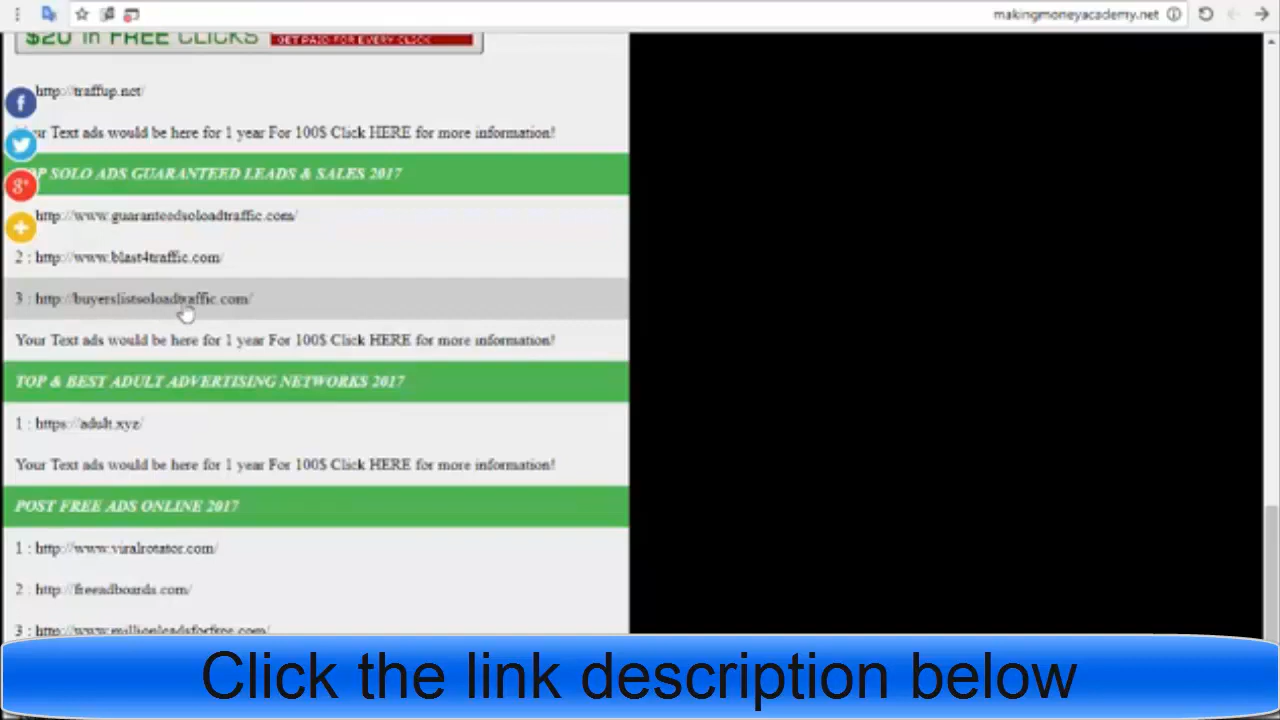 makingmoneyacademy.net
$20 in FREE CLICKS GET PAID FOR EVERY CLICK
http://traffup.net/
Text ads would be here for 1 year For 100$ Click HERE for more information!
SOLO ADS GUARANTEED LEADS & SALES 2017
http://www.guaranteedsoloadtraffic.com/
2 : http://www.blast4traffic.com/
3 : http://buyerslistsoloadtraffic.com/
Your Text ads would be here for 1 year For 100$ Click HERE for more information!
TOP & BEST ADULT ADVERTISING NETWORKS 2017
1 : https://adult.xyz/
Your Text ads would be here for 1 year For 100$ Click HERE for more information!
POST FREE ADS ONLINE 2017
1 : http://www.viralrotator.com/
2 : http://freeadboards.com/
3 : http://www.millionleadsforfree.com/
Click the link description below